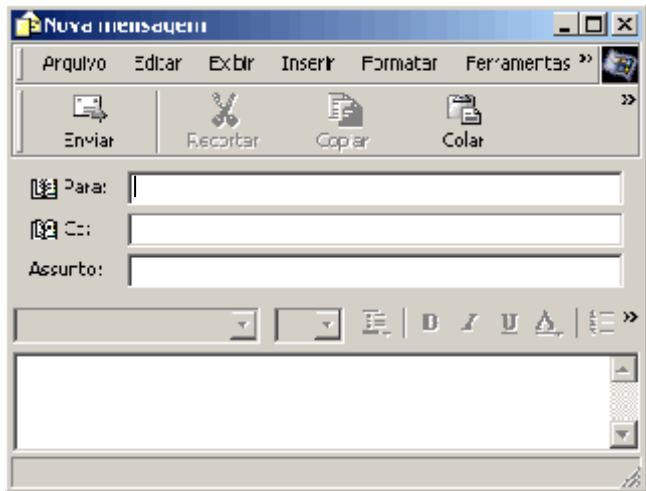 Nova mensagem
Arquivo Editar Exibir Inserir Formatar Ferramentas »
Enviar Recortar Copiar Colar »
Para:
Cc:
Assunto:
B I U A »